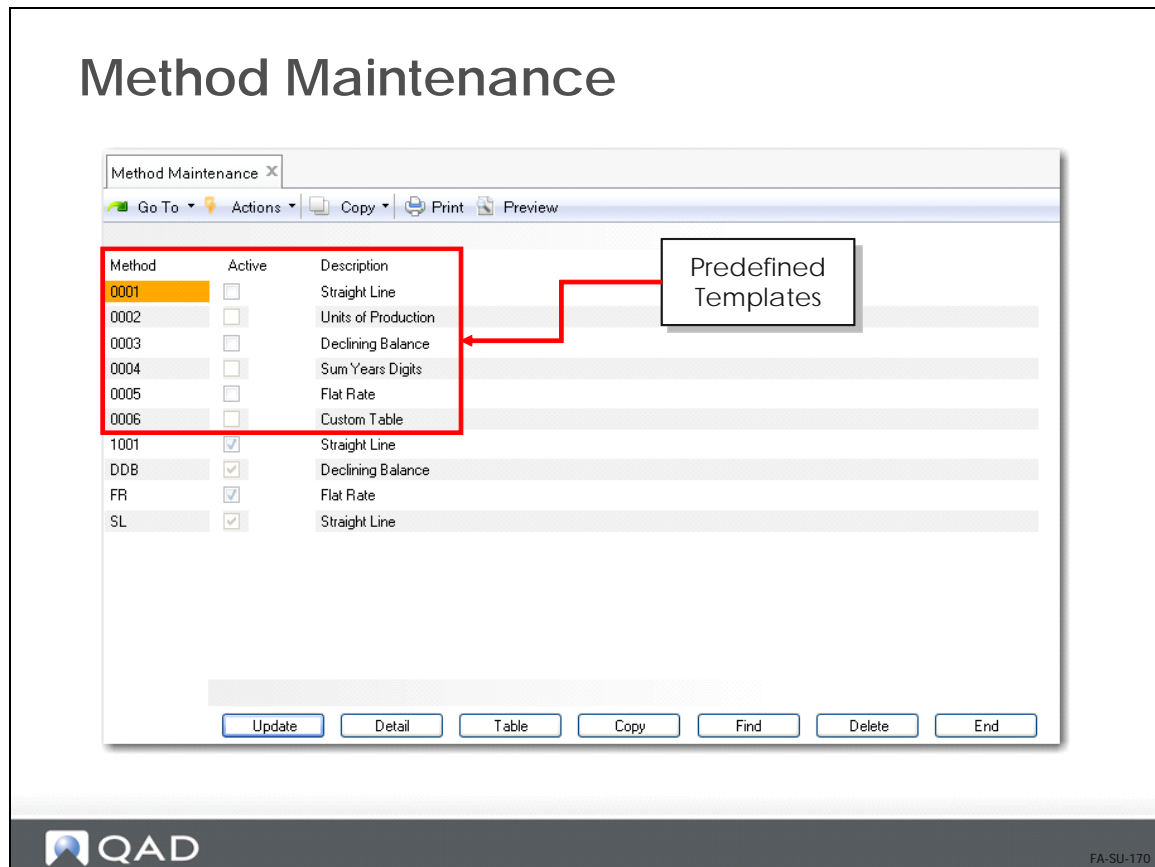 Method Maintenance
Method Maintenance X
Go To Actions Copy Print Preview
Method Active Description
0001 Straight Line
0002 Units of Production
0003 Declining Balance
0004 Sum Years Digits
0005 Flat Rate
0006 Custom Table
1001 Straight Line
DDB Declining Balance
FR Flat Rate
SL Straight Line
Predefined
Templates
Update Detail Table Copy Find Delete End
QAD
FA-SU-170